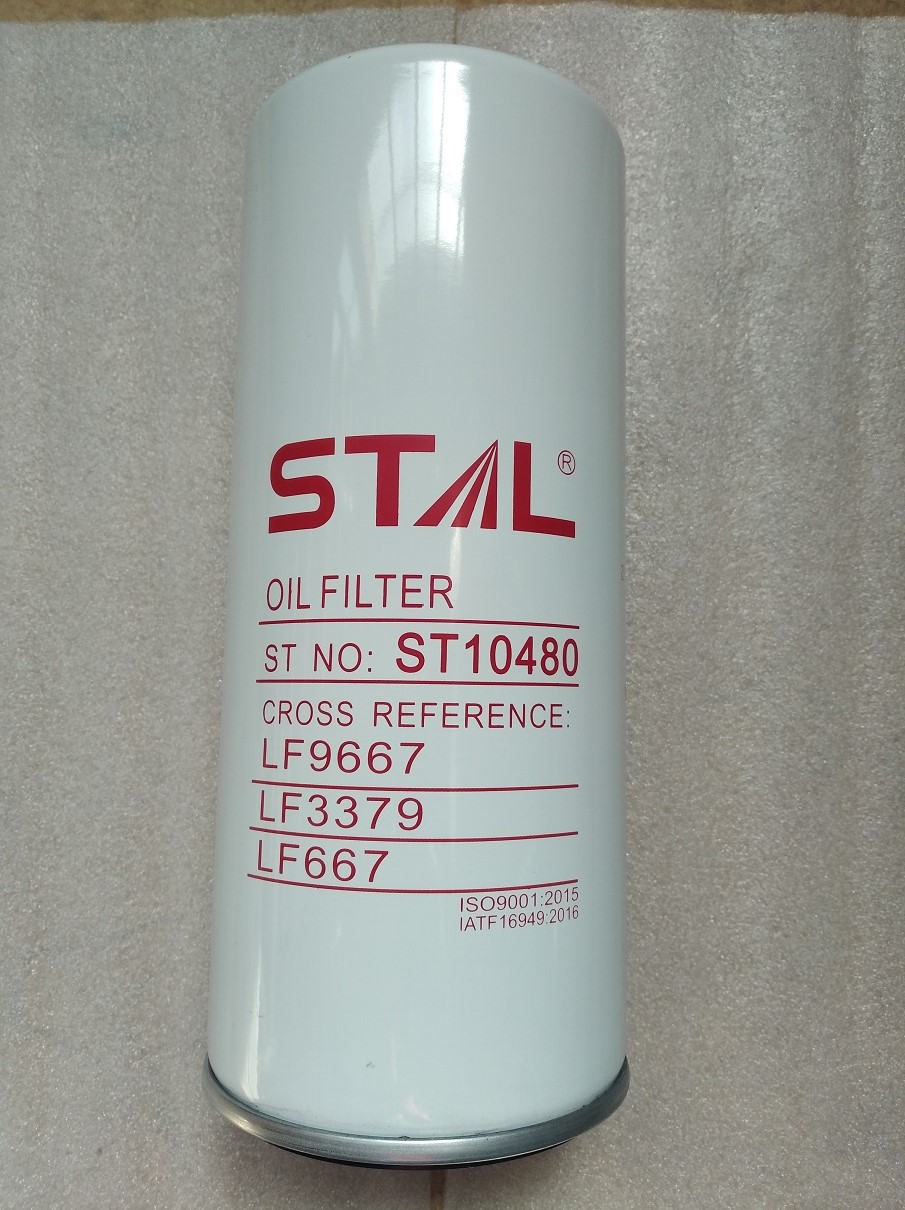 STAL®
OIL FILTER
ST NO: ST10480
CROSS REFERENCE:
LF9667
LF3379
LF667
ISO9001:2015
IATF16949:2016